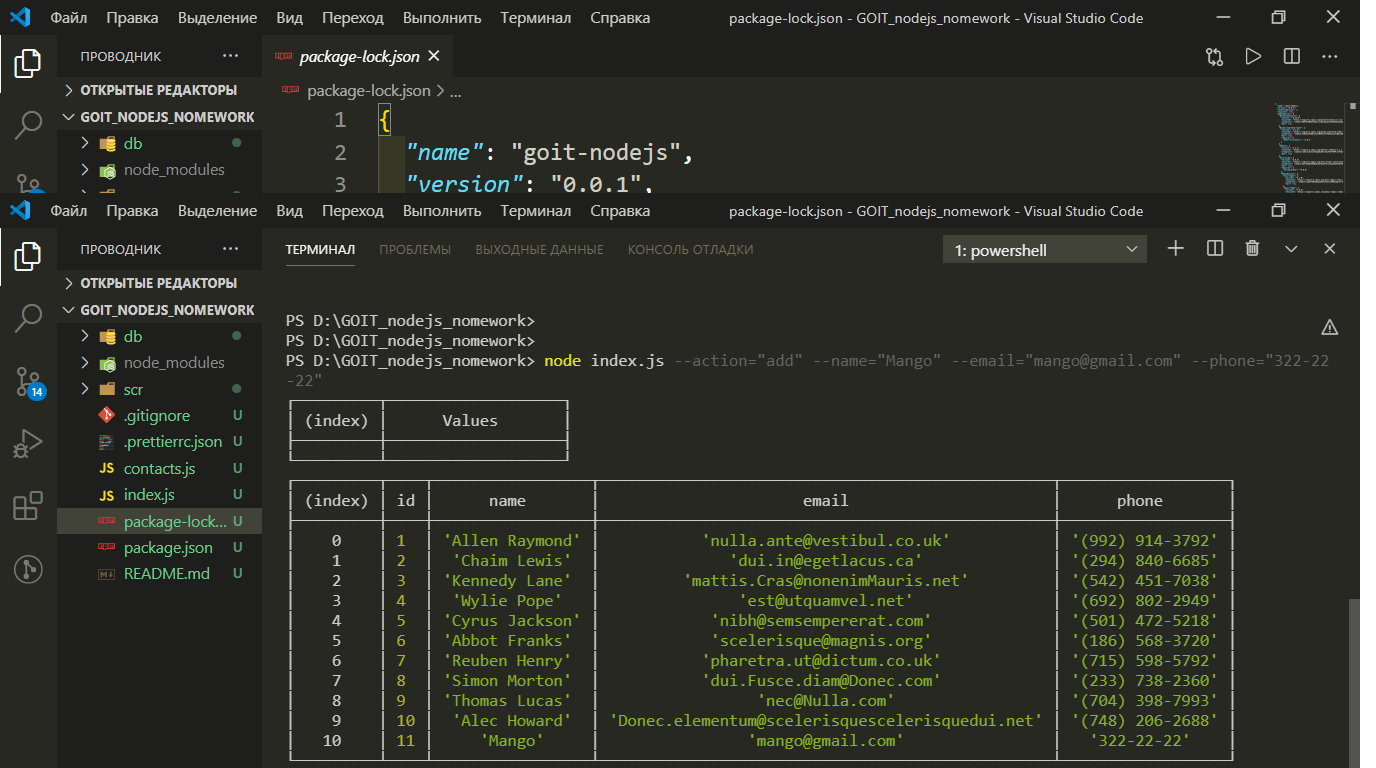 Файл Правка Выделение Вид Переход Выполнить Терминал Справка package-lock.json - GOIT_nodejs_nomework - Visual Studio Code
ПРОВОДНИК ··· package-lock.json
ОТКРЫТЫЕ РЕДАКТОРЫ package-lock.json > ...
GOIT_NODEJS_NOMEWORK 1 {
db 2 "name": "goit-nodejs",
node_modules 3 "version": "0.0.1",
Файл Правка Выделение Вид Переход Выполнить Терминал Справка package-lock.json - GOIT_nodejs_nomework - Visual Studio Code
ПРОВОДНИК ··· ТЕРМИНАЛ ПРОБЛЕМЫ ВЫХОДНЫЕ ДАННЫЕ КОНСОЛЬ ОТЛАДКИ 1: powershell
ОТКРЫТЫЕ РЕДАКТОРЫ
GOIT_NODEJS_NOMEWORK
db
node_modules
14
scr
.gitignore U
.prettierrc.json U
JS contacts.js U
JS index.js U
package-lock... U
package.json U
README.md U
PS D:\GOIT_nodejs_nomework>
PS D:\GOIT_nodejs_nomework>
PS D:\GOIT_nodejs_nomework> node index.js --action="add" --name="Mango" --email="mango@gmail.com" --phone="322-22
-22"
(index) Values
(index) id name email phone
0 1 'Allen Raymond' 'nulla.ante@vestibul.co.uk' '(992) 914-3792'
1 2 'Chaim Lewis' 'dui.in@egetlacus.ca' '(294) 840-6685'
2 3 'Kennedy Lane' 'mattis.Cras@nonenimMauris.net' '(542) 451-7038'
3 4 'Wylie Pope' 'est@utquamvel.net' '(692) 802-2949'
4 5 'Cyrus Jackson' 'nibh@semsempererat.com' '(501) 472-5218'
5 6 'Abbot Franks' 'scelerisque@magnis.org' '(186) 568-3720'
6 7 'Reuben Henry' 'pharetra.ut@dictum.co.uk' '(715) 598-5792'
7 8 'Simon Morton' 'dui.Fusce.diam@Donec.com' '(233) 738-2360'
8 9 'Thomas Lucas' 'nec@Nulla.com' '(704) 398-7993'
9 10 'Alec Howard' 'Donec.elementum@scelerisquescelerisquedui.net' '(748) 206-2688'
10 11 'Mango' 'mango@gmail.com' '322-22-22'